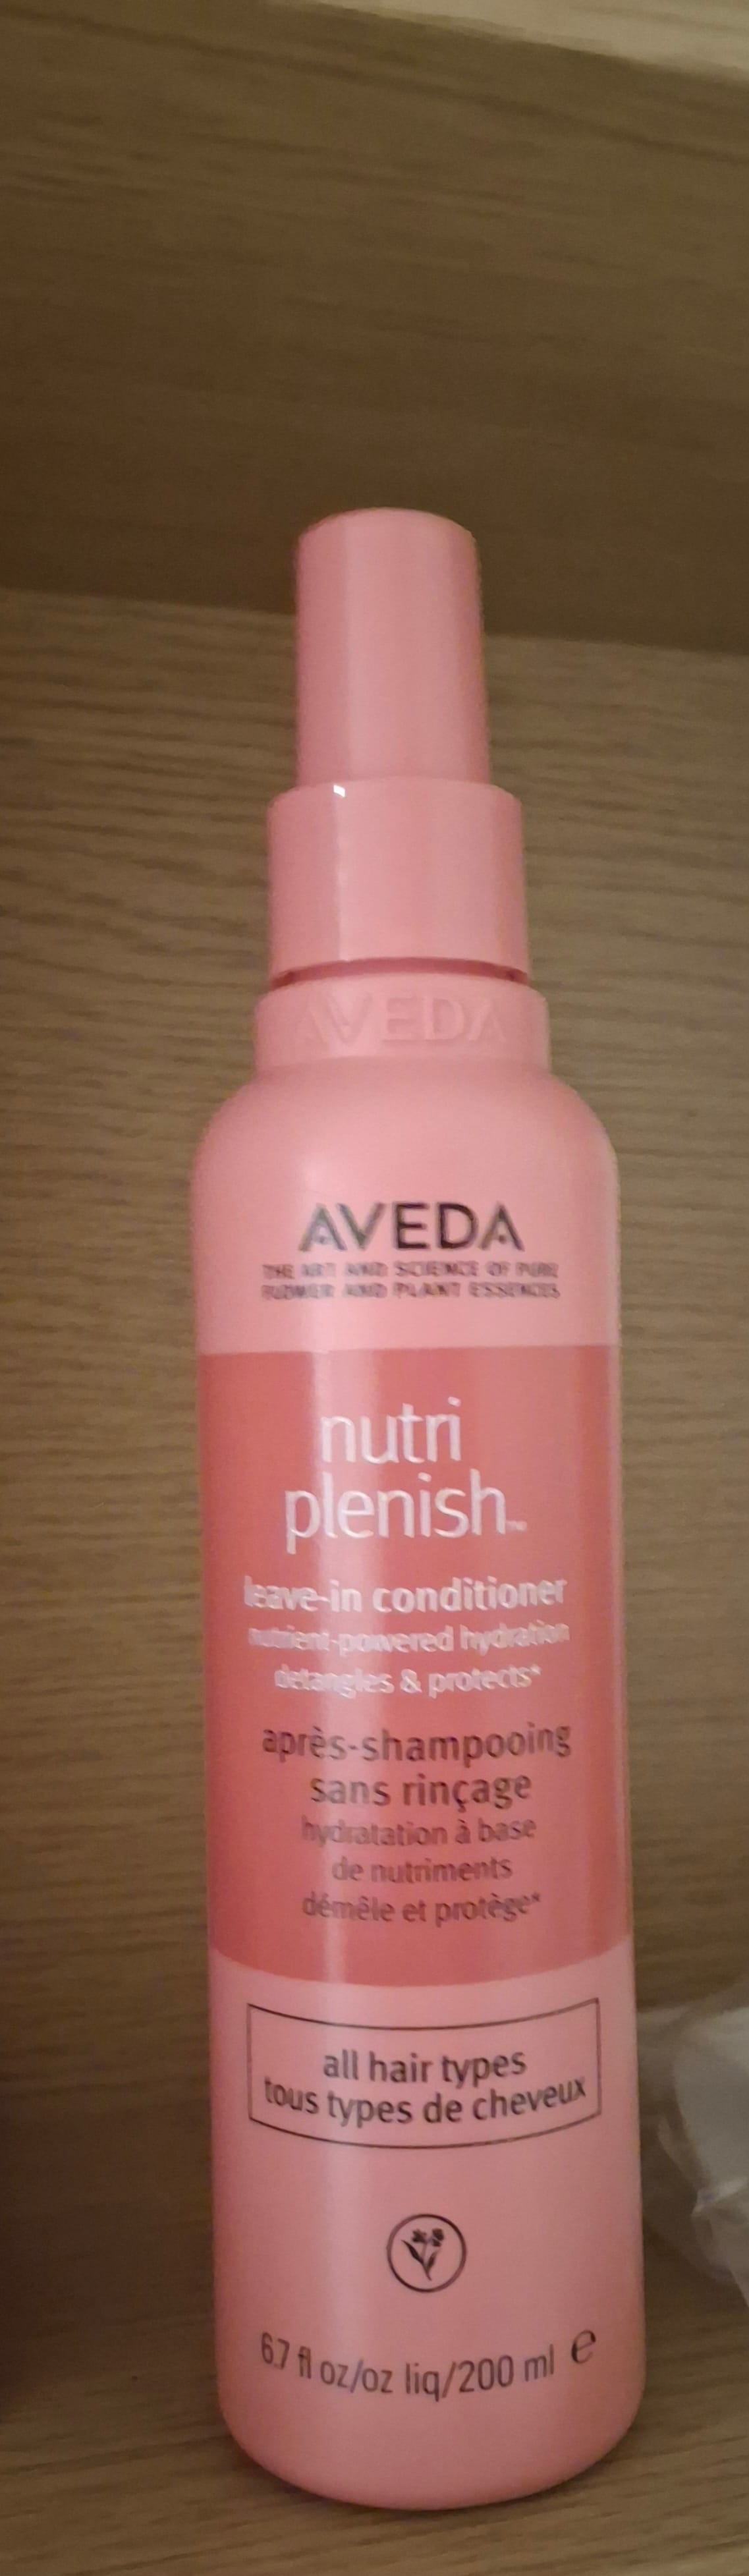 AVEDA
AVEDA
THE ART AND SCIENCE OF PURE
FLOWER AND PLANT ESSENCES
nutri
plenish™
leave-in conditioner
nutrient-powered hydration
detangles & protects*
après-shampooing
sans rinçage
hydratation à base
de nutriments
démêle et protège*
all hair types
tous types de cheveux
6.7 fl oz/oz liq/200 ml ℮